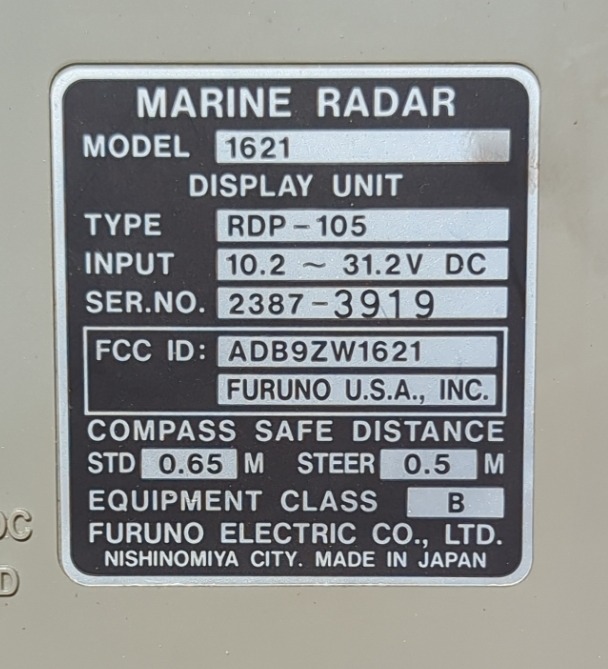 MARINE RADAR
MODEL 1621
DISPLAY UNIT
TYPE RDP-105
INPUT 10.2 ~ 31.2V DC
SER.NO. 2387-3919
FCC ID: ADB9ZW1621
FURUNO U.S.A., INC.
COMPASS SAFE DISTANCE
STD 0.65 M STEER 0.5 M
EQUIPMENT CLASS B
DC
FURUNO ELECTRIC CO., LTD.
NISHINOMIYA CITY. MADE IN JAPAN
D